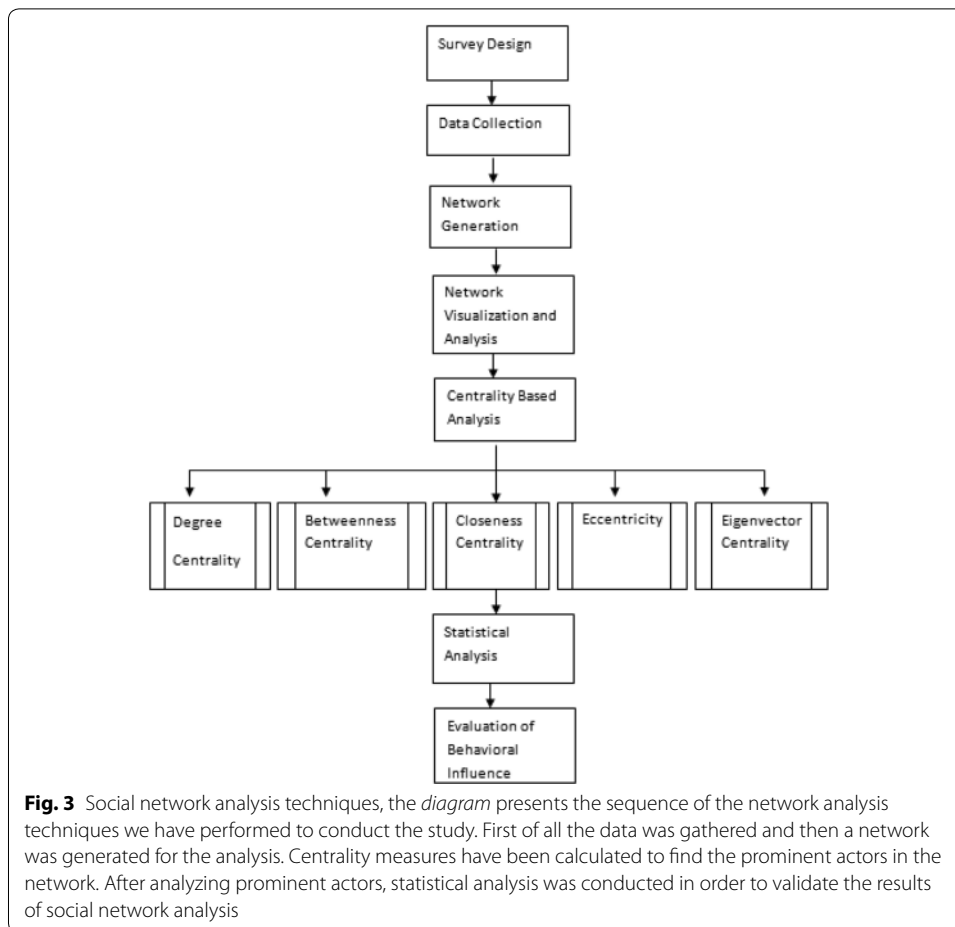 Survey Design
Data Collection
Network
Generation
Network
Visualization and
Analysis
Centrality Based
Analysis
Degree
Centrality
Betweenness
Centrality
Closeness
Centrality
Eccentricity
Eigenvector
Centrality
Statistical
Analysis
Evaluation of
Behavioral
Influence
Fig. 3 Social network analysis techniques, the diagram presents the sequence of the network analysis
techniques we have performed to conduct the study. First of all the data was gathered and then a network
was generated for the analysis. Centrality measures have been calculated to find the prominent actors in the
network. After analyzing prominent actors, statistical analysis was conducted in order to validate the results
of social network analysis